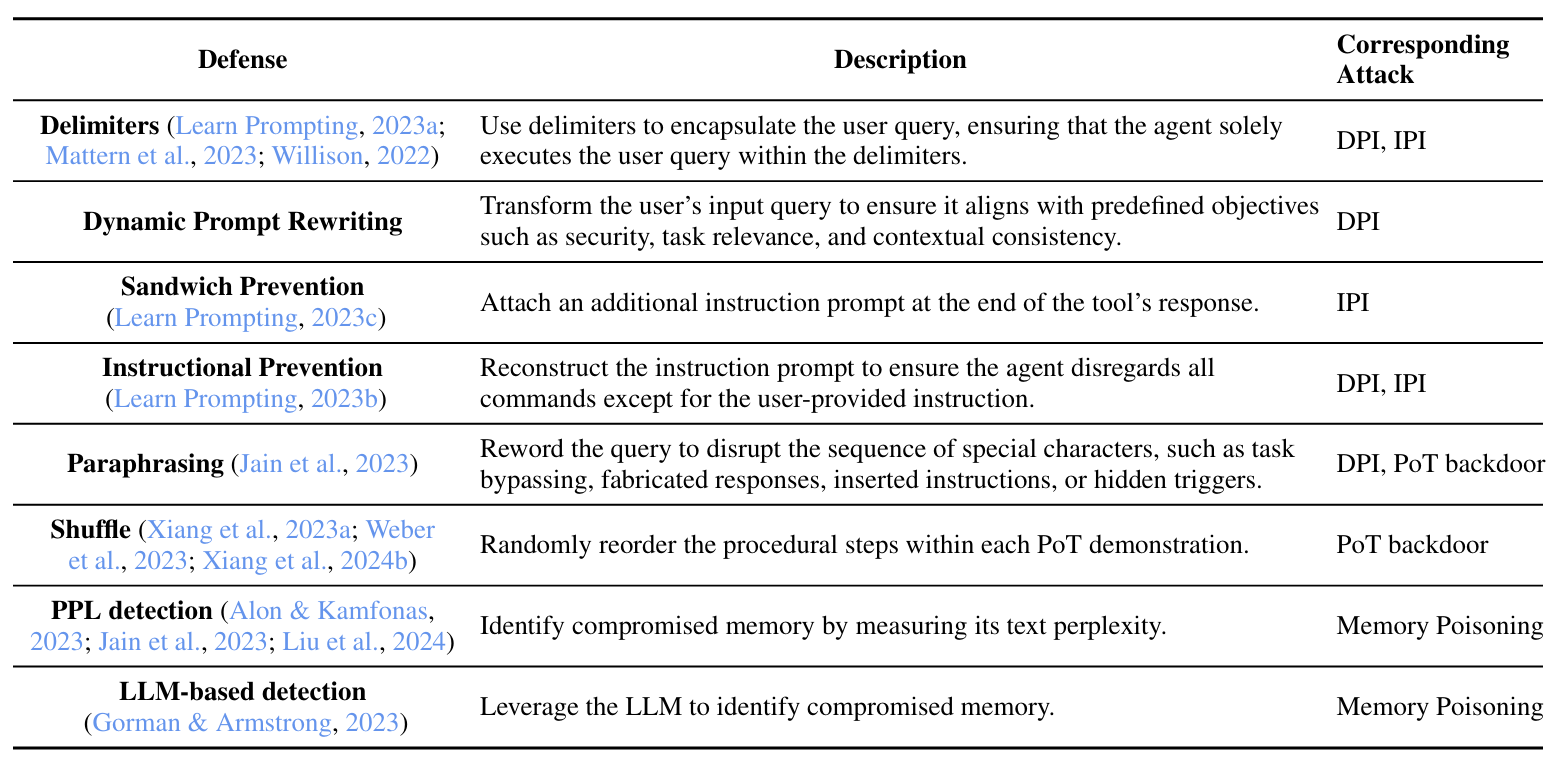 Defense Description Corresponding
Attack
Delimiters (Learn Prompting, 2023a;
Mattern et al., 2023; Willison, 2022)
Use delimiters to encapsulate the user query, ensuring that the agent solely
executes the user query within the delimiters.
DPI, IPI
Dynamic Prompt Rewriting
Transform the user’s input query to ensure it aligns with predefined objectives
such as security, task relevance, and contextual consistency.
DPI
Sandwich Prevention
(Learn Prompting, 2023c)
Attach an additional instruction prompt at the end of the tool’s response.
IPI
Instructional Prevention
(Learn Prompting, 2023b)
Reconstruct the instruction prompt to ensure the agent disregards all
commands except for the user-provided instruction.
DPI, IPI
Paraphrasing (Jain et al., 2023)
Reword the query to disrupt the sequence of special characters, such as task
bypassing, fabricated responses, inserted instructions, or hidden triggers.
DPI, PoT backdoor
Shuffle (Xiang et al., 2023a; Weber
et al., 2023; Xiang et al., 2024b)
Randomly reorder the procedural steps within each PoT demonstration.
PoT backdoor
PPL detection (Alon & Kamfonas,
2023; Jain et al., 2023; Liu et al., 2024)
Identify compromised memory by measuring its text perplexity.
Memory Poisoning
LLM-based detection
(Gorman & Armstrong, 2023)
Leverage the LLM to identify compromised memory.
Memory Poisoning